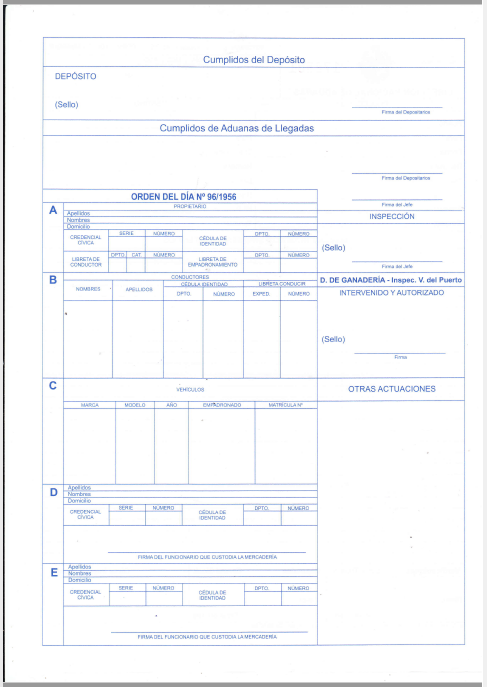 Cumplidos del Depósito
DEPÓSITO
(Sello)
Firma del Depositarios
Cumplidos de Aduanas de Llegadas
Firma del Depositarios
ORDEN DEL DÍA Nº 96/1956
Firma del Jefe
A
PROPIETARIO
INSPECCIÓN
Apellidos
Nombres
Domicilio
CREDENCIAL CÍVICA
SERIE
NÚMERO
CÉDULA DE IDENTIDAD
DPTO.
NÚMERO
(Sello)
LIBRETA DE CONDUCTOR
DPTO.
CAT.
NÚMERO
LIBRETA DE EMPADRONAMIENTO
DPTO.
NÚMERO
Firma del Jefe
B
CONDUCTORES
D. DE GANADERÍA - Inspec. V. del Puerto
NOMBRES
APELLIDOS
CÉDULA IDENTIDAD
LIBRETA CONDUCIR
INTERVENIDO Y AUTORIZADO
DPTO.
NÚMERO
EXPED.
NÚMERO
(Sello)
Firma
C
VEHÍCULOS
OTRAS ACTUACIONES
MARCA
MODELO
AÑO
EMPADRONADO
MATRÍCULA Nº
D
Apellidos
Nombres
Domicilio
CREDENCIAL CÍVICA
SERIE
NÚMERO
CÉDULA DE IDENTIDAD
DPTO.
NÚMERO
FIRMA DEL FUNCIONARIO QUE CUSTODIA LA MERCADERÍA
E
Apellidos
Nombres
Domicilio
CREDENCIAL CÍVICA
SERIE
NÚMERO
CÉDULA DE IDENTIDAD
DPTO.
NÚMERO
FIRMA DEL FUNCIONARIO QUE CUSTODIA LA MERCADERÍA